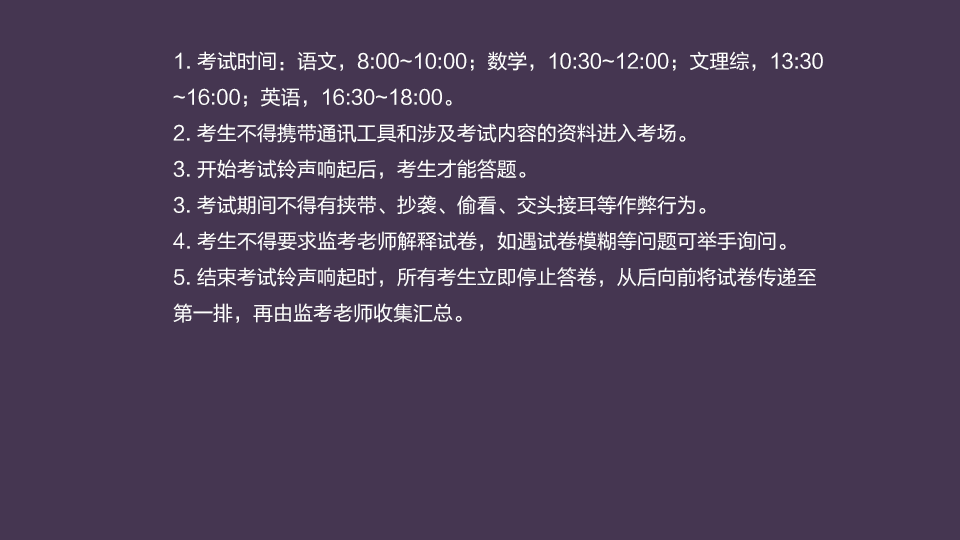 1. 考试时间：语文，8:00~10:00；数学，10:30~12:00；文理综，13:30
~16:00；英语，16:30~18:00。
2. 考生不得携带通讯工具和涉及考试内容的资料进入考场。
3. 开始考试铃声响起后，考生才能答题。
3. 考试期间不得有挟带、抄袭、偷看、交头接耳等作弊行为。
4. 考生不得要求监考老师解释试卷，如遇试卷模糊等问题可举手询问。
5. 结束考试铃声响起时，所有考生立即停止答卷，从后向前将试卷传递至
第一排，再由监考老师收集汇总。